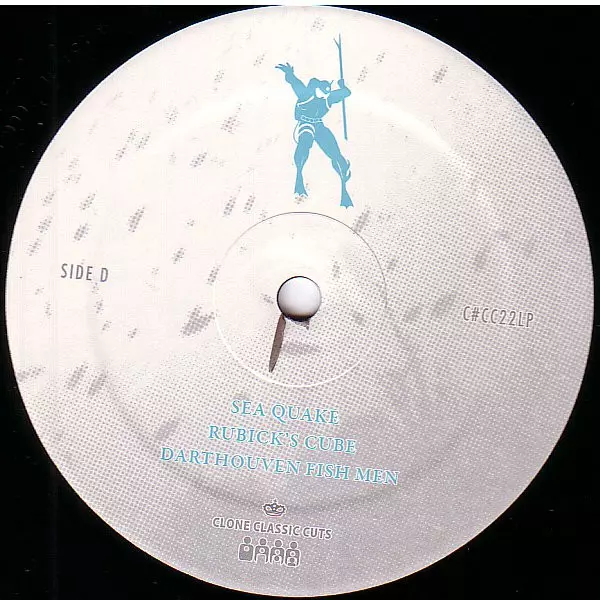 SIDE D
C#CC22LP
SEA QUAKE
RUBICK'S CUBE
DARTHOUVEN FISH MEN
CLONE CLASSIC CUTS